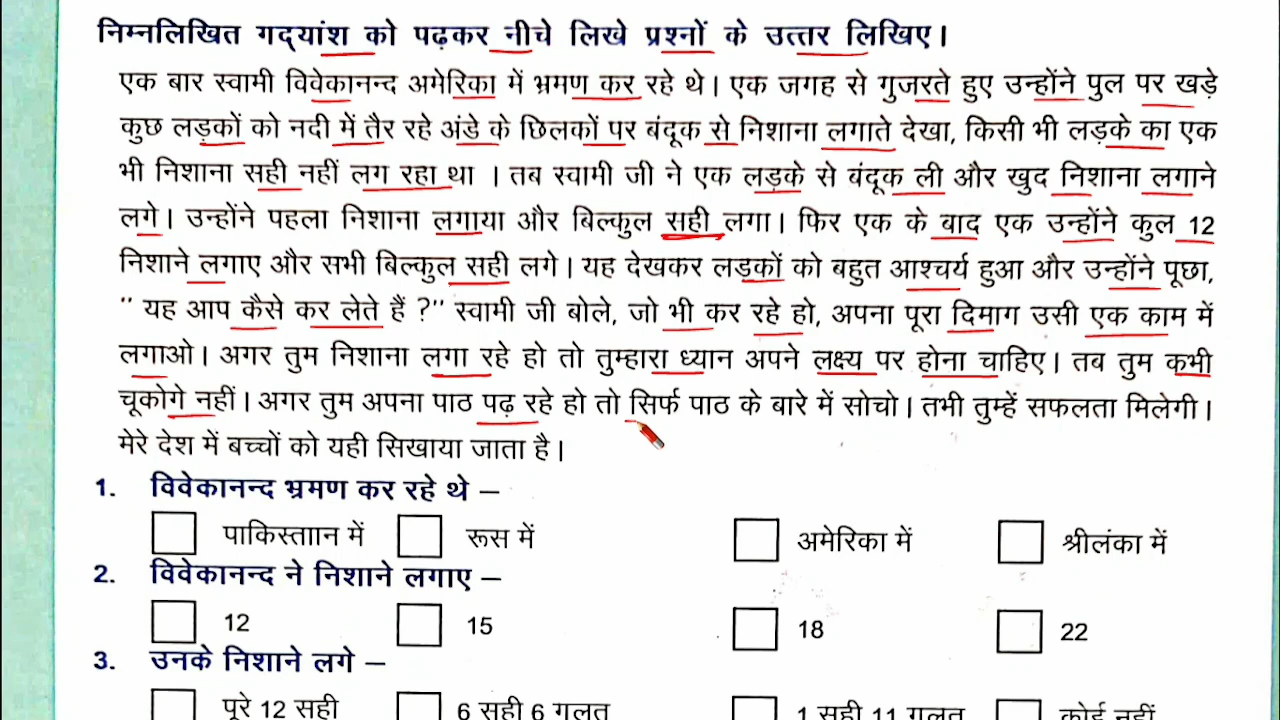 निम्नलिखित गद्यांश को पढ़कर नीचे लिखे प्रश्नों के उत्तर लिखिए।
एक बार स्वामी विवेकानन्द अमेरिका में भ्रमण कर रहे थे। एक जगह से गुजरते हुए उन्होंने पुल पर खड़े
कुछ लड़कों को नदी में तैर रहे अंडे के छिलकों पर बंदूक से निशाना लगाते देखा, किसी भी लड़के का एक
भी निशाना सही नहीं लग रहा था । तब स्वामी जी ने एक लड़के से बंदूक ली और खुद निशाना लगाने
लगे। उन्होंने पहला निशाना लगाया और बिल्कुल सही लगा। फिर एक के बाद एक उन्होंने कुल 12
निशाने लगाए और सभी बिल्कुल सही लगे। यह देखकर लड़कों को बहुत आश्चर्य हुआ और उन्होंने पूछा,
" यह आप कैसे कर लेते हैं ?" स्वामी जी बोले, जो भी कर रहे हो, अपना पूरा दिमाग उसी एक काम में
लगाओ। अगर तुम निशाना लगा रहे हो तो तुम्हारा ध्यान अपने लक्ष्य पर होना चाहिए। तब तुम कभी
चूकोगे नहीं। अगर तुम अपना पाठ पढ़ रहे हो तो सिर्फ पाठ के बारे में सोचो। तभी तुम्हें सफलता मिलेगी।
मेरे देश में बच्चों को यही सिखाया जाता है।
1. विवेकानन्द भ्रमण कर रहे थे –
पाकिस्ताान में रूस में अमेरिका में श्रीलंका में
2. विवेकानन्द ने निशाने लगाए –
12 15 18 22
3. उनके निशाने लगे –
पूरे 12 सही 6 सही 6 गलत 1 सही 11 गलत कोई नहीं